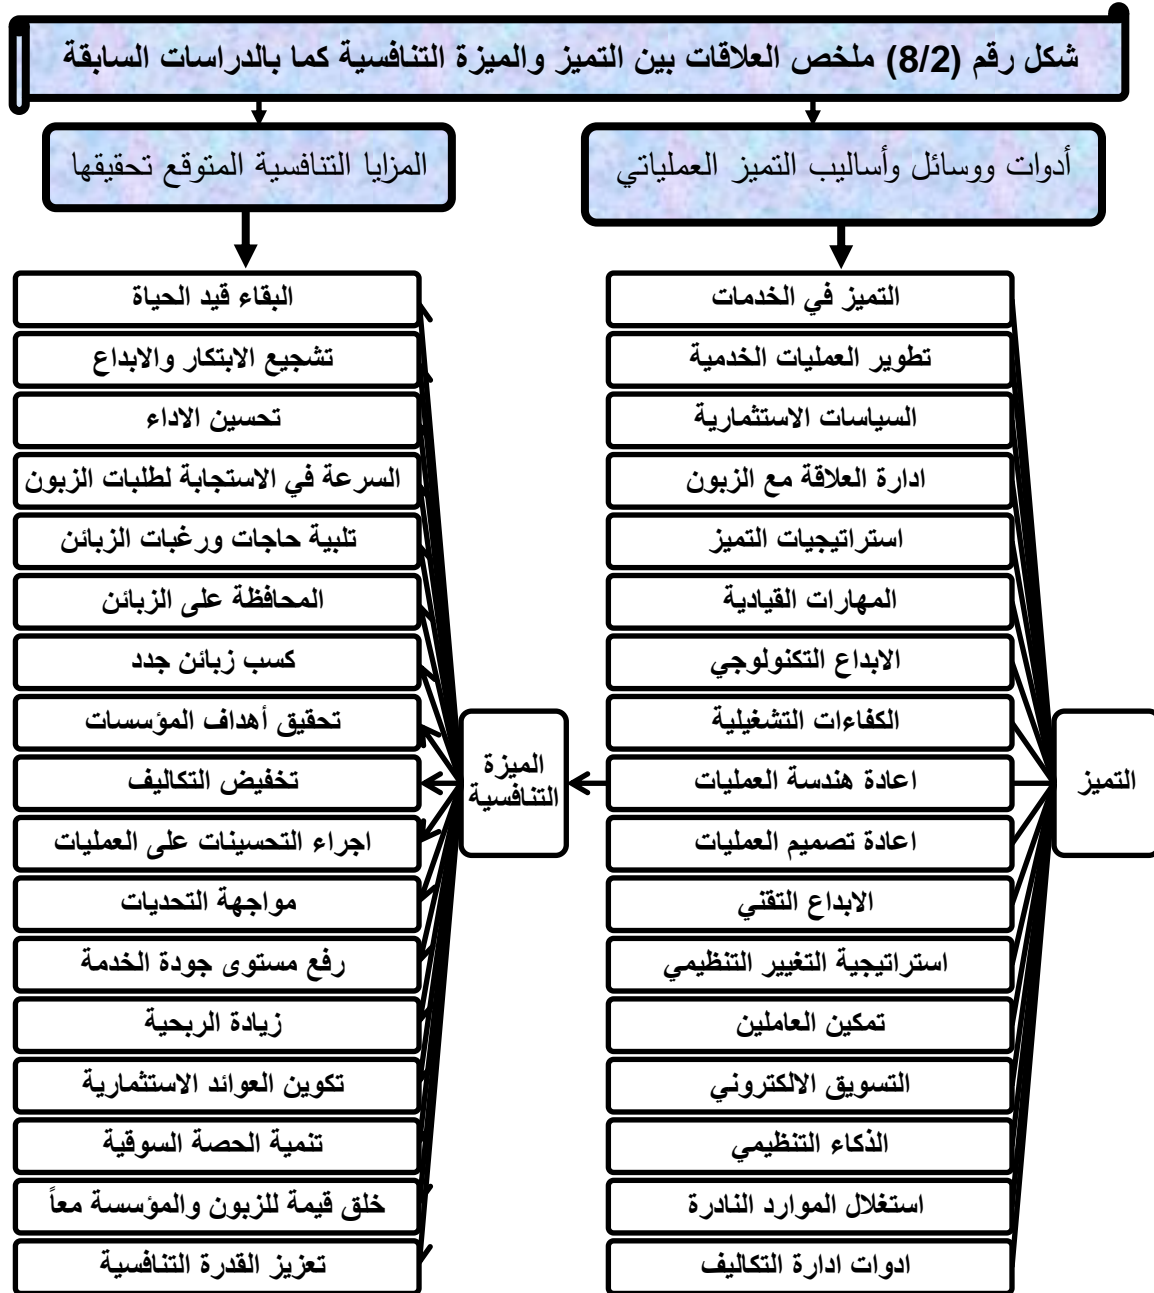 شكل رقم (8/2) ملخص العلاقات بين التميز والميزة التنافسية كما بالدراسات السابقة
أدوات ووسائل وأساليب التميز العملياتي
المزايا التنافسية المتوقع تحقيقها
التميز
التميز في الخدمات
تطوير العمليات الخدمية
السياسات الاستثمارية
ادارة العلاقة مع الزبون
استراتيجيات التميز
المهارات القيادية
الابداع التكنولوجي
الكفاءات التشغيلية
اعادة هندسة العمليات
اعادة تصميم العمليات
الابداع التقني
استراتيجية التغيير التنظيمي
تمكين العاملين
التسويق الالكتروني
الذكاء التنظيمي
استغلال الموارد النادرة
ادوات ادارة التكاليف
الميزة
التنافسية
البقاء قيد الحياة
تشجيع الابتكار والابداع
تحسين الاداء
السرعة في الاستجابة لطلبات الزبون
تلبية حاجات ورغبات الزبائن
المحافظة على الزبائن
كسب زبائن جدد
تحقيق أهداف المؤسسات
تخفيض التكاليف
اجراء التحسينات على العمليات
مواجهة التحديات
رفع مستوى جودة الخدمة
زيادة الربحية
تكوين العوائد الاستثمارية
تنمية الحصة السوقية
خلق قيمة للزبون والمؤسسة معاً
تعزيز القدرة التنافسية